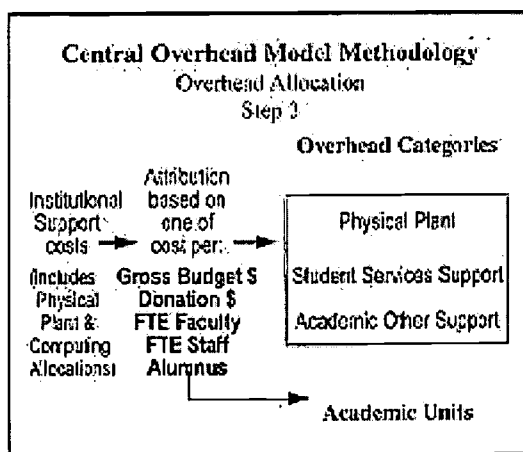 Central Overhead Model Methodology
Overhead Allocation
Step 3
Overhead Categories
Institutional
Support
costs
(includes
Physical
Plant &
Computing
Allocations)
Attribution
based on
one of
cost per:
Gross Budget $
Donation $
FTE Faculty
FTE Staff
Alumnus
Physical Plant
Student Services Support
Academic Other Support
Academic Units